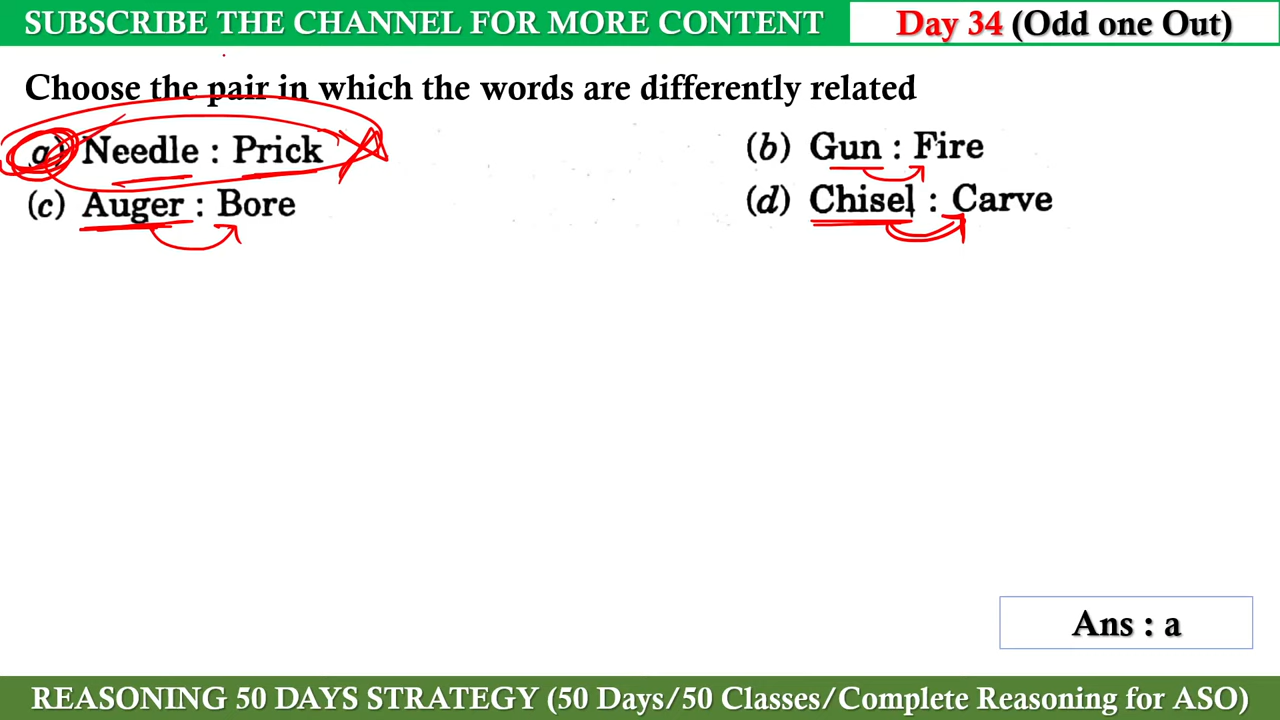 SUBSCRIBE THE CHANNEL FOR MORE CONTENT
Day 34 (Odd one Out)
Choose the pair in which the words are differently related
a) Needle : Prick
(b) Gun : Fire
(c) Auger : Bore
(d) Chisel : Carve
Ans : a
REASONING 50 DAYS STRATEGY (50 Days/50 Classes/Complete Reasoning for ASO)